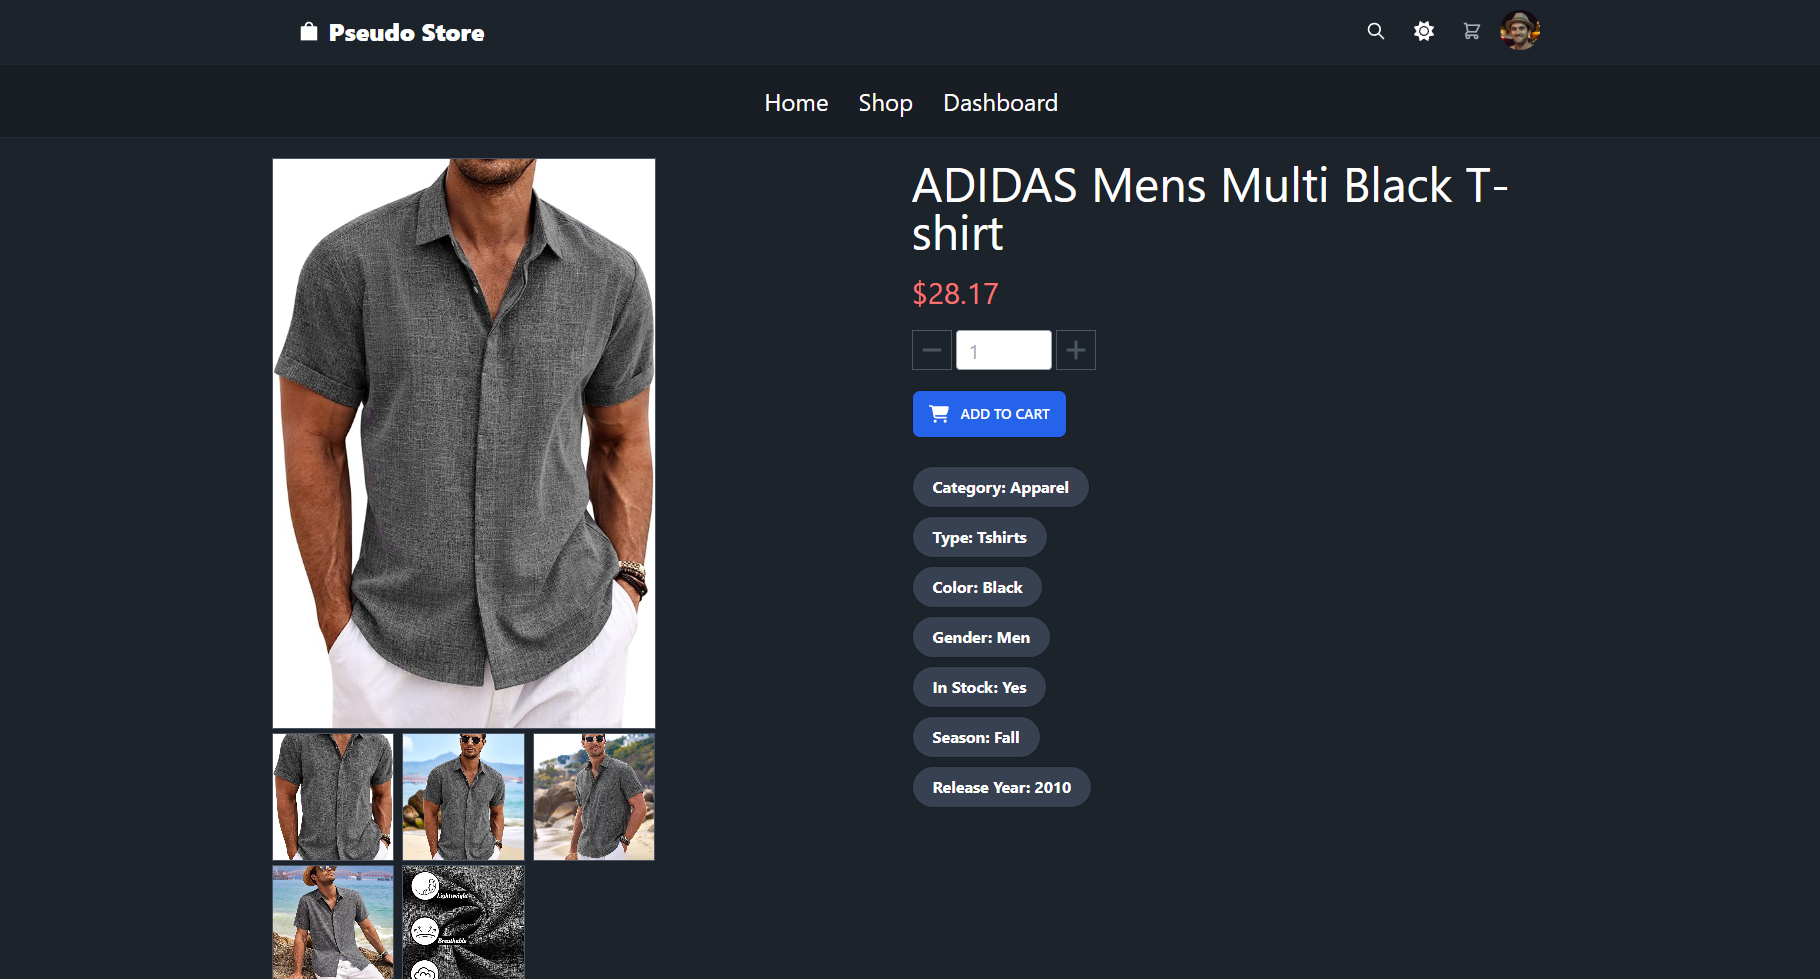 Pseudo Store
Home Shop Dashboard
ADIDAS Mens Multi Black T-
shirt
$28.17
1
ADD TO CART
Category: Apparel
Type: Tshirts
Color: Black
Gender: Men
In Stock: Yes
Season: Fall
Release Year: 2010
Lightweight
Breathable